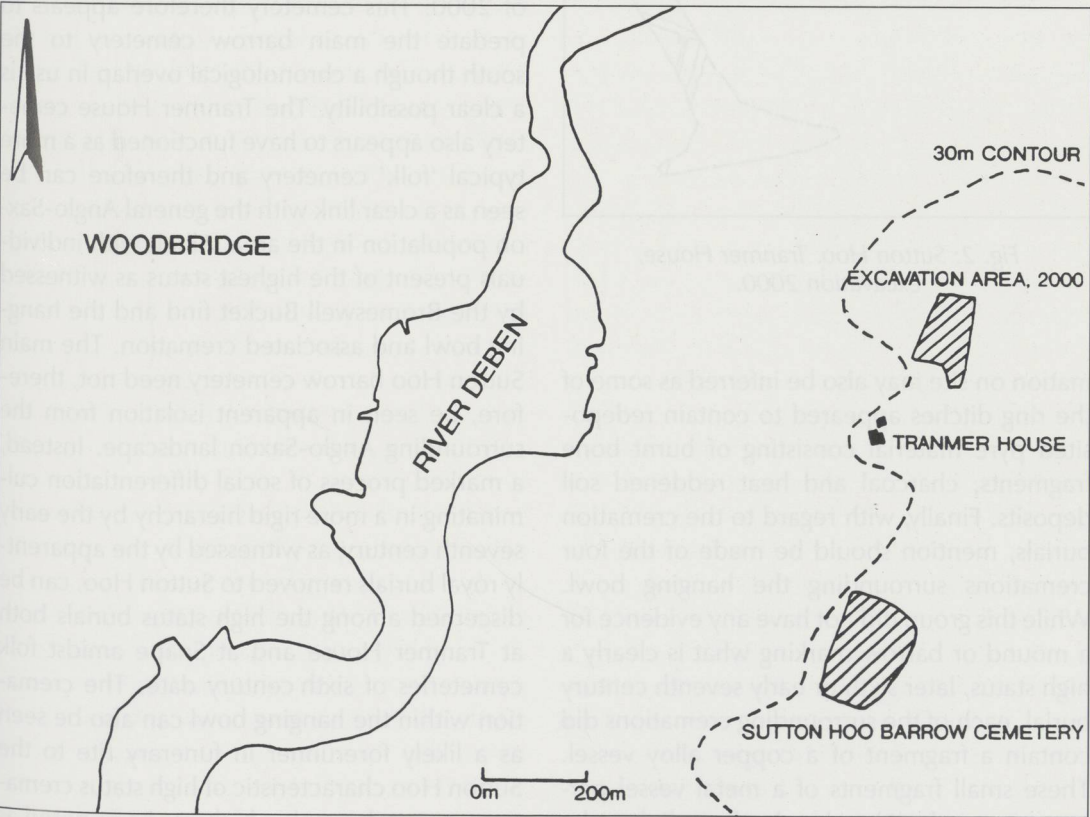 30m CONTOUR
WOODBRIDGE
EXCAVATION AREA, 2000
RIVER DEBEN
TRANMER HOUSE
SUTTON HOO BARROW CEMETERY
0m 200m